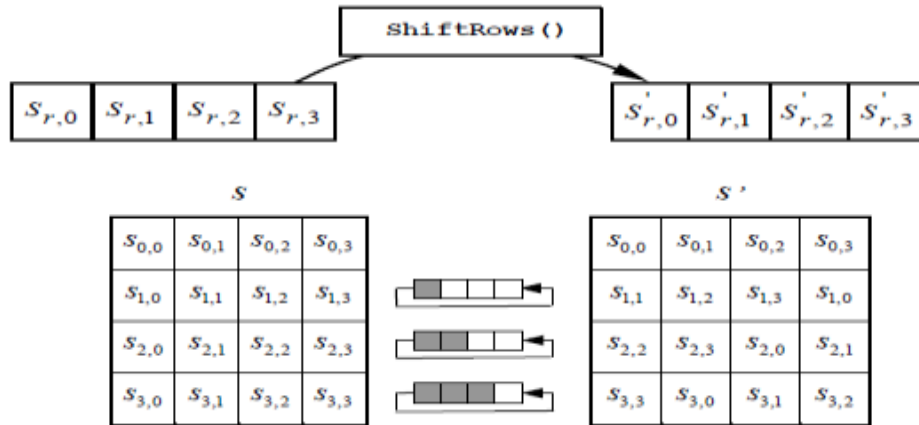 ShiftRows()
S_{r,0} S_{r,1} S_{r,2} S_{r,3} S'_{r,0} S'_{r,1} S'_{r,2} S'_{r,3}
S S'
s_{0,0} s_{0,1} s_{0,2} s_{0,3} s_{0,0} s_{0,1} s_{0,2} s_{0,3}
s_{1,0} s_{1,1} s_{1,2} s_{1,3} s_{1,1} s_{1,2} s_{1,3} s_{1,0}
s_{2,0} s_{2,1} s_{2,2} s_{2,3} s_{2,2} s_{2,3} s_{2,0} s_{2,1}
s_{3,0} s_{3,1} s_{3,2} s_{3,3} s_{3,3} s_{3,0} s_{3,1} s_{3,2}